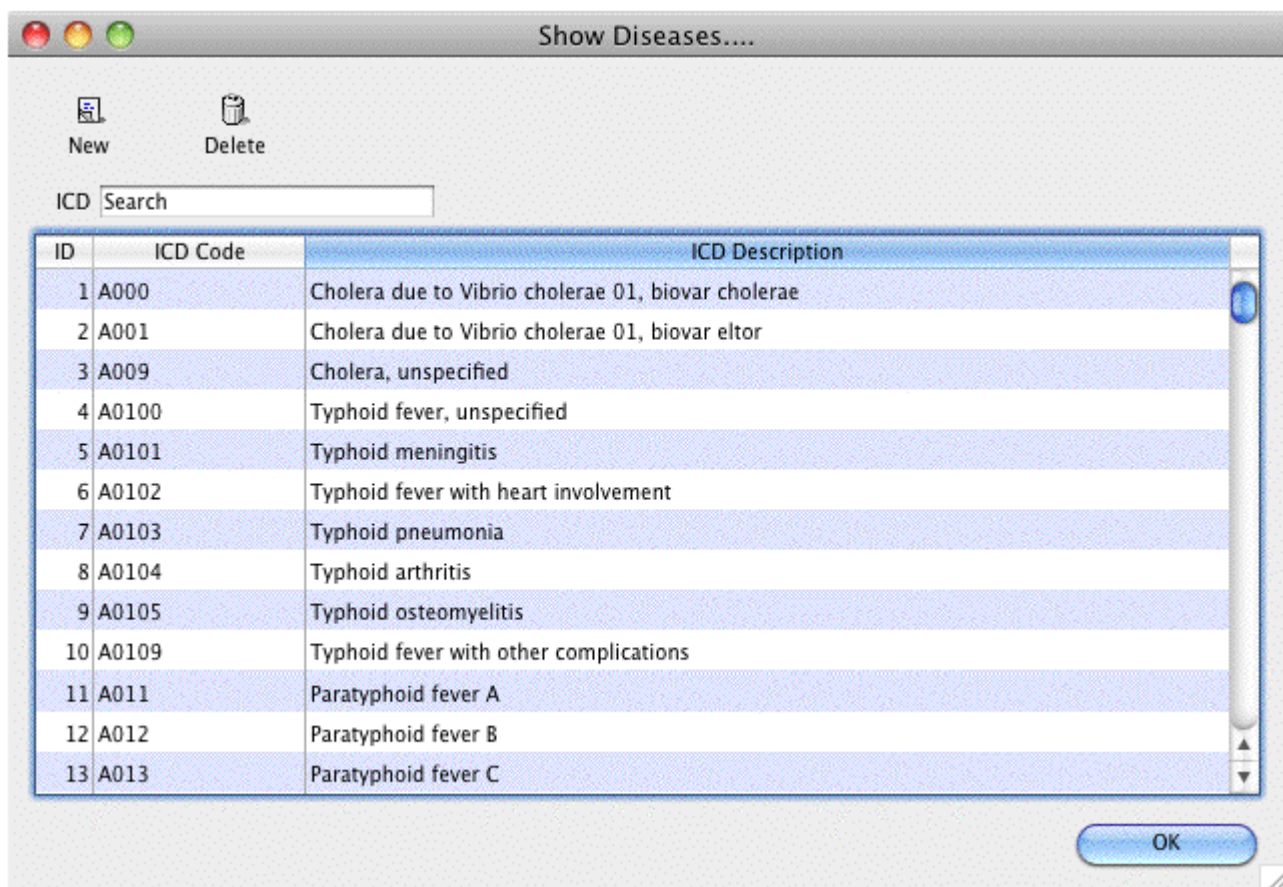 Show Diseases....
New Delete
ICD Search
ID ICD Code ICD Description
1 A000 Cholera due to Vibrio cholerae 01, biovar cholerae
2 A001 Cholera due to Vibrio cholerae 01, biovar eltor
3 A009 Cholera, unspecified
4 A0100 Typhoid fever, unspecified
5 A0101 Typhoid meningitis
6 A0102 Typhoid fever with heart involvement
7 A0103 Typhoid pneumonia
8 A0104 Typhoid arthritis
9 A0105 Typhoid osteomyelitis
10 A0109 Typhoid fever with other complications
11 A011 Paratyphoid fever A
12 A012 Paratyphoid fever B
13 A013 Paratyphoid fever C
OK